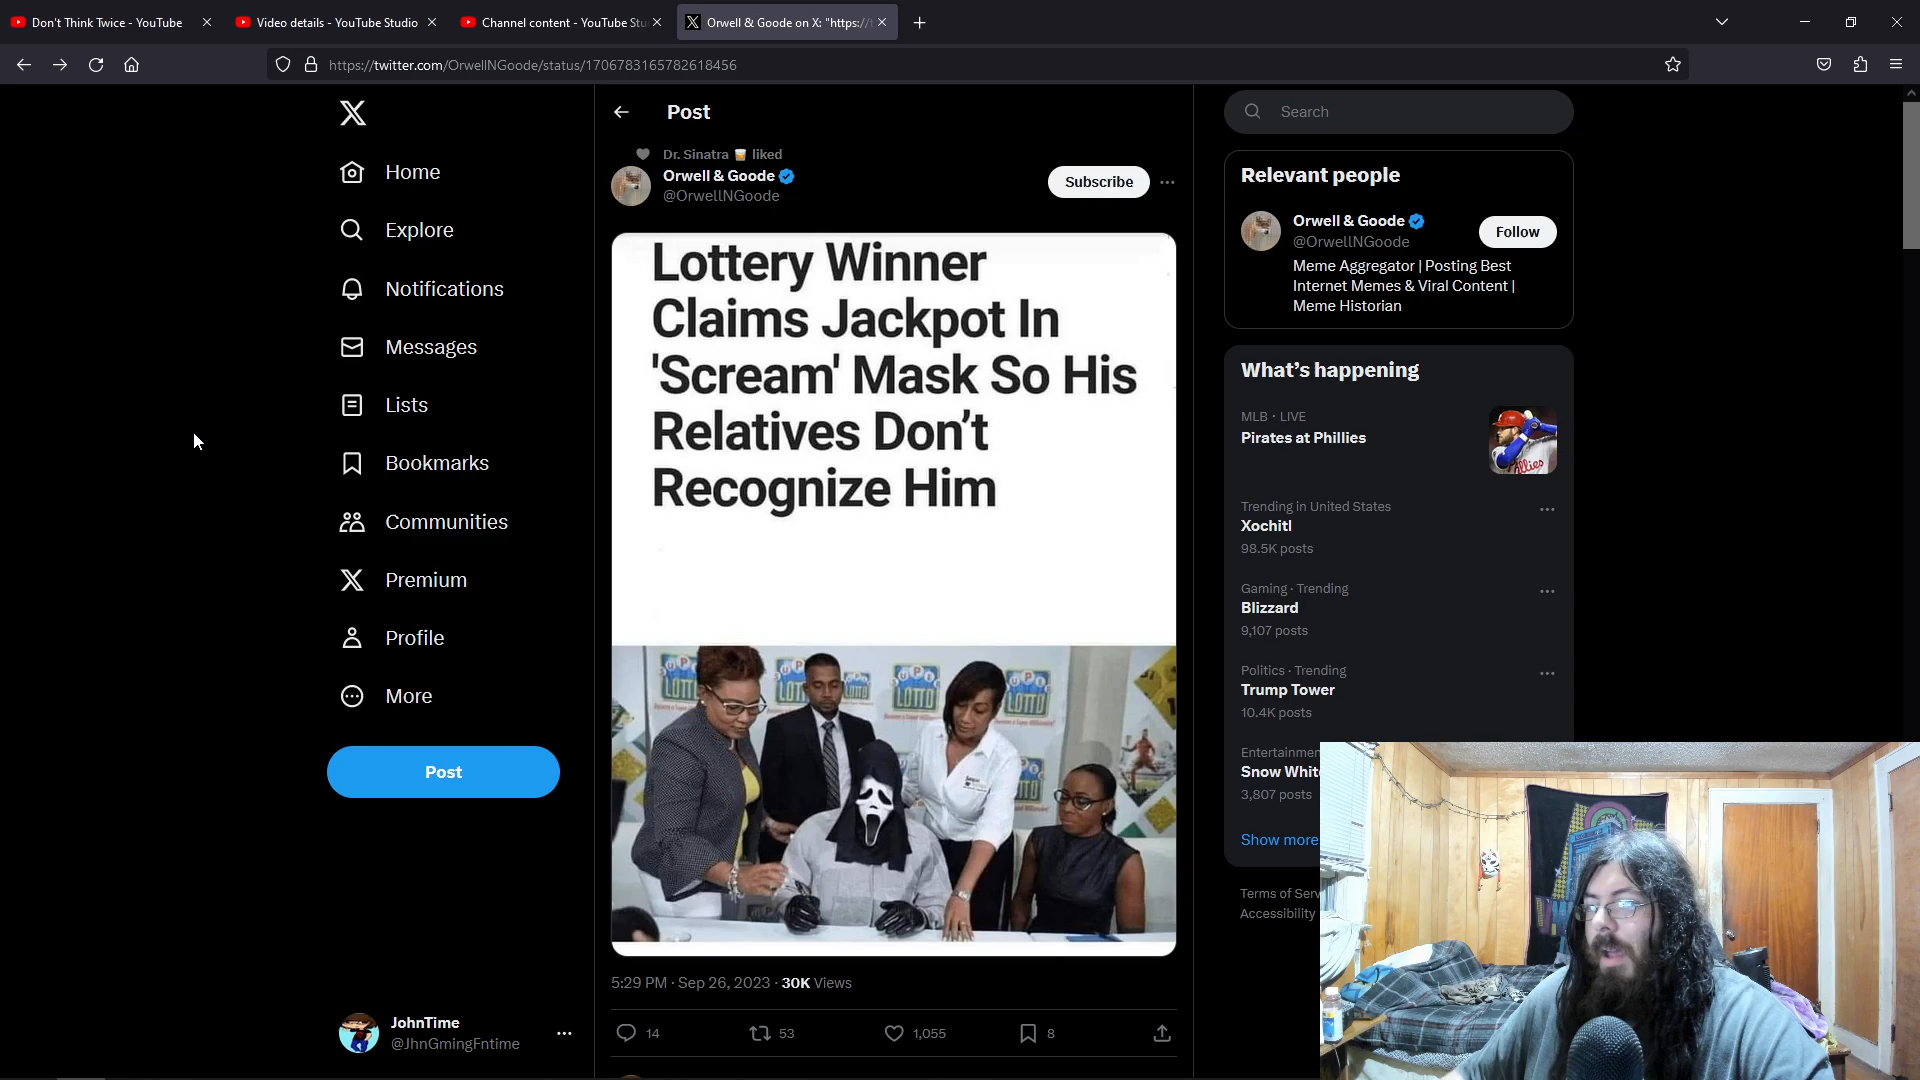 Don't Think Twice - YouTube
Video details - YouTube Studio
Channel content - YouTube Stu
Orwell & Goode on X: "https://t
https://twitter.com/OrwellNGoode/status/1706783165782618456
Home
Explore
Notifications
Messages
Lists
Bookmarks
Communities
Premium
Profile
More
Post
JohnTime
@JhnGmingFntime
Post
Dr. Sinatra 🥃 liked
Orwell & Goode
@OrwellNGoode
Subscribe
Lottery Winner
Claims Jackpot In
'Scream' Mask So His
Relatives Don't
Recognize Him
LOTTO
LOTTO
LOTTO
5:29 PM · Sep 26, 2023 · 30K Views
14
53
1,055
8
Search
Relevant people
Orwell & Goode
@OrwellNGoode
Follow
Meme Aggregator | Posting Best
Internet Memes & Viral Content |
Meme Historian
What's happening
MLB · LIVE
Pirates at Phillies
Phillies
Trending in United States
Xochitl
98.5K posts
Gaming · Trending
Blizzard
9,107 posts
Politics · Trending
Trump Tower
10.4K posts
Entertainmen
Snow Whit
3,807 posts
Show more
Terms of Serv
Accessibility